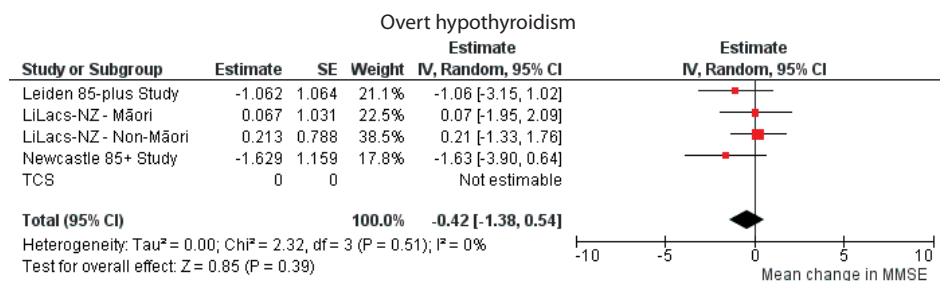 Overt hypothyroidism
Estimate Estimate
Study or Subgroup Estimate SE Weight IV, Random, 95% CI IV, Random, 95% CI
Leiden 85-plus Study -1.062 1.064 21.1% -1.06 [-3.15, 1.02]
LiLacs-NZ - Māori 0.067 1.031 22.5% 0.07 [-1.95, 2.09]
LiLacs-NZ - Non-Māori 0.213 0.788 38.5% 0.21 [-1.33, 1.76]
Newcastle 85+ Study -1.629 1.159 17.8% -1.63 [-3.90, 0.64]
TCS 0 0 Not estimable
Total (95% CI) 100.0% -0.42 [-1.38, 0.54]
Heterogeneity: Tau² = 0.00; Chi² = 2.32, df = 3 (P = 0.51); I² = 0%
Test for overall effect: Z = 0.85 (P = 0.39)
-10 -5 0 5 10
Mean change in MMSE